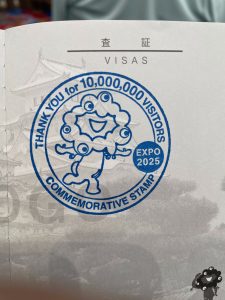 査 証
VISAS
THANK YOU for 10,000,000 VISITORS
EXPO
2025
COMMEMORATIVE STAMP